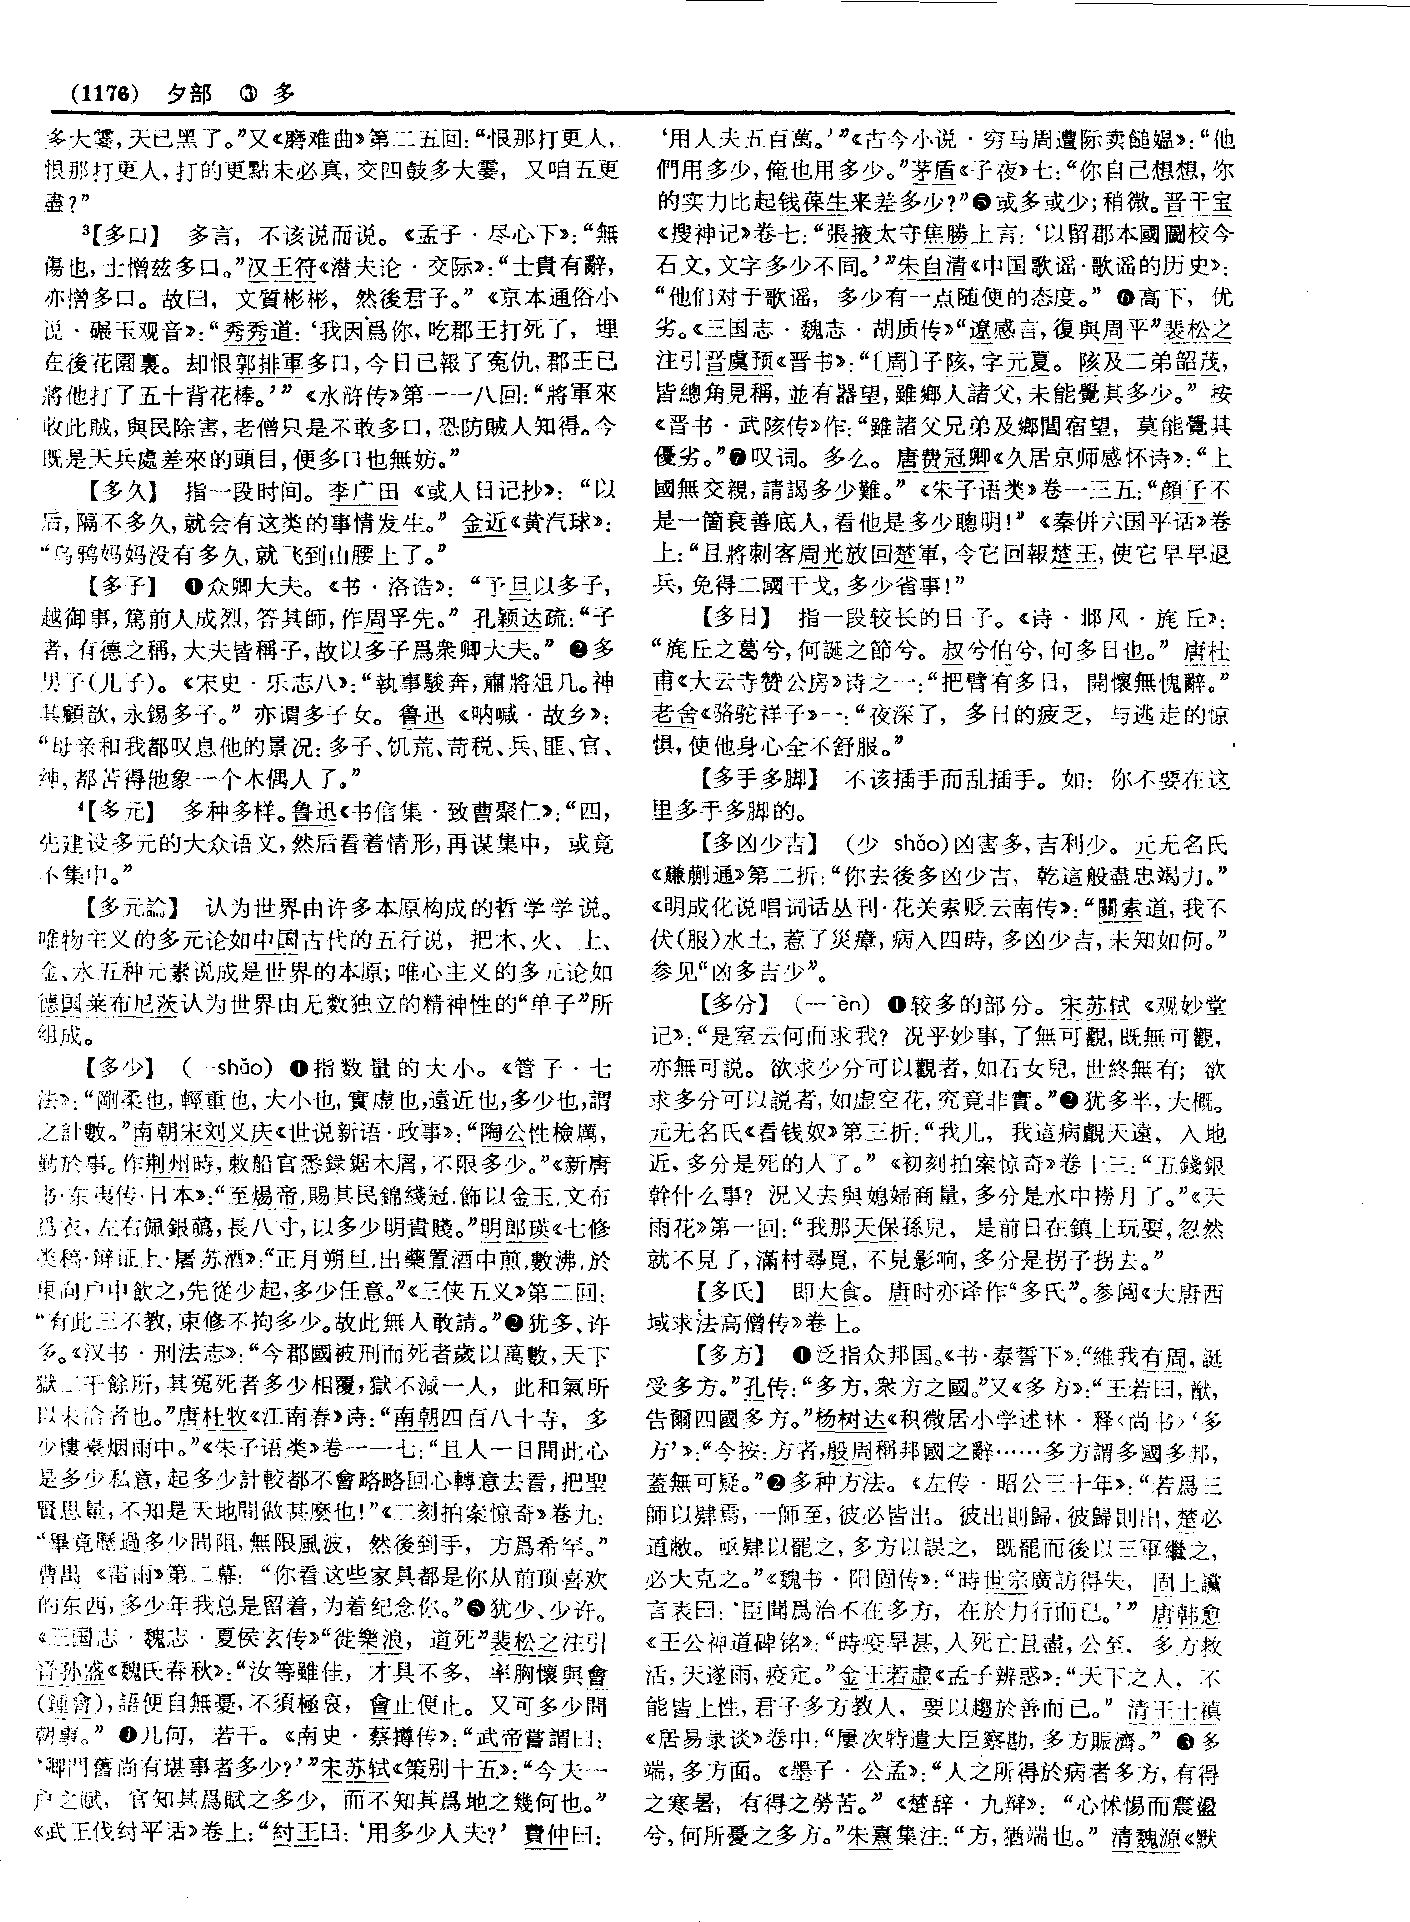 (1176) 夕部 ③ 多
多大霎,天已黑了。”又《磨难曲》第二五回:“恨那打更人,
恨那打更人,打的更點未必真,交四鼓多大霎,又咱五更
盡?”
³【多口】 多言,不该说而说。《孟子·尽心下》:“無
傷也,士憎兹多口。”汉王符《潜夫论·交际》:“士貴有辭,
亦憎多口。故曰,文質彬彬,然後君子。”《京本通俗小
说·碾玉观音》:“秀秀道:‘我因爲你,吃郡王打死了,埋
在後花園裏。却恨郭排軍多口,今日已報了冤仇,郡王已
將他打了五十背花棒。’”《水浒传》第一一八回:“將軍來
收此賊,與民除害,老僧只是不敢多口,恐防賊人知得。今
既是天兵處差來的頭目,便多口也無妨。”
【多久】 指一段时间。李广田《或人日记抄》:“以
后,隔不多久,就会有这类的事情发生。”金近《黄汽球》:
“乌鸦妈妈没有多久,就飞到山腰上了。”
【多子】 ❶众卿大夫。《书·洛诰》:“予旦以多子,
越御事,篤前人成烈,答其師,作周孚先。”孔颖达疏:“子
者,有德之稱,大夫皆稱子,故以多子爲衆卿大夫。”❷多
男子(儿子)。《宋史·乐志八》:“執事駿奔,肅將俎几。神
其顧歆,永錫多子。”亦谓多子女。鲁迅《呐喊·故乡》:
“母亲和我都叹息他的景况:多子、饥荒、苛税、兵、匪、官、
绅,都苦得他象一个木偶人了。”
⁴【多元】 多种多样。鲁迅《书信集·致曹聚仁》:“四,
先建设多元的大众语文,然后看着情形,再谋集中,或竟
不集中。”
【多元論】 认为世界由许多本原构成的哲学学说。
唯物主义的多元论如中国古代的五行说,把木、火、土、
金、水五种元素说成是世界的本原;唯心主义的多元论如
德国莱布尼茨认为世界由无数独立的精神性的“单子”所
组成。
【多少】 (—shǎo) ❶指数量的大小。《管子·七
法》:“剛柔也,輕重也,大小也,實虚也,遠近也,多少也,謂
之計數。”南朝宋刘义庆《世说新语·政事》:“陶公性檢厲,
勤於事。作荆州時,敕船官悉録鋸木屑,不限多少。”《新唐
书·东夷传·日本》:“至煬帝,賜其民錦綫冠,飾以金玉,文布
爲衣,左右佩銀蘤,長八寸,以多少明貴賤。”明郎瑛《七修
类稿·辩证上·屠苏酒》:“正月朔旦,出藥置酒中煎,數沸,於
東向户中飲之,先從少起,多少任意。”《三侠五义》第二回:
“有此三不教,束修不拘多少。故此無人敢請。”❷犹多、许
多。《汉书·刑法志》:“今郡國被刑而死者歲以萬數,天下
獄二千餘所,其冤死者多少相覆,獄不減一人,此和氣所
以未洽者也。”唐杜牧《江南春》诗:“南朝四百八十寺,多
少樓臺烟雨中。”《朱子语类》卷一一七:“且人一日間此心
是多少私意,起多少計較都不會略略回心轉意去看,把聖
賢思量,不知是天地間做甚麼也!”《二刻拍案惊奇》卷九:
“畢竟歷過多少間阻,無限風波,然後到手,方爲希罕。”
曹禺《雷雨》第二幕:“你看这些家具都是你从前顶喜欢
的东西,多少年我总是留着,为着纪念你。”❸犹少、少许。
《三国志·魏志·夏侯玄传》“徙樂浪,道死”裴松之注引
晋孙盛《魏氏春秋》:“汝等雖佳,才具不多,率胸懷與會
(鍾會),語便自無憂,不須極哀,會止便止。又可多少問
朝事。”❹几何,若干。《南史·蔡撙传》:“武帝嘗謂曰:
‘卿門舊尚有堪事者多少?’”宋苏轼《策别十五》:“今夫一
户之賦,官知其爲賦之多少,而不知其爲地之幾何也。”
《武王伐纣平话》卷上:“紂王曰:‘用多少人夫?’費仲曰:
‘用人夫五百萬。’”《古今小说·穷马周遭际卖䭔媪》:“他
們用多少,俺也用多少。”茅盾《子夜》七:“你自己想想,你
的实力比起钱葆生来差多少?”❺或多或少;稍微。晋干宝
《搜神记》卷七:“張掖太守焦勝上言:‘以留郡本國圖校今
石文,文字多少不同。’”朱自清《中国歌谣·歌谣的历史》:
“他们对于歌谣,多少有一点随便的态度。”❻高下,优
劣。《三国志·魏志·胡质传》“遼感言,復與周平”裴松之
注引晋虞预《晋书》:“〔周〕子陔,字元夏。陔及二弟韶茂,
皆總角見稱,並有器望,雖鄉人諸父,未能覺其多少。”按
《晋书·武陔传》作:“雖諸父兄弟及鄉閭宿望,莫能覺其
優劣。”❼叹词。多么。唐费冠卿《久居京师感怀诗》:“上
國無交親,請謁多少難。”《朱子语类》卷一三五:“顔子不
是一箇衰善底人,看他是多少聰明!”《秦併六国平话》卷
上:“且將刺客周光放回楚軍,令它回報楚王,使它早早退
兵,免得二國干戈,多少省事!”
【多日】 指一段较长的日子。《诗·邶风·旄丘》:
“旄丘之葛兮,何誕之節兮。叔兮伯兮,何多日也。”唐杜
甫《大云寺赞公房》诗之一:“把臂有多日,開懷無愧辭。”
老舍《骆驼祥子》一:“夜深了,多日的疲乏,与逃走的惊
惧,使他身心全不舒服。”
【多手多脚】 不该插手而乱插手。如:你不要在这
里多手多脚的。
【多凶少吉】 (少 shǎo)凶害多,吉利少。元无名氏
《賺蒯通》第二折:“你去後多凶少吉,乾這般盡忠竭力。”
《明成化说唱词话丛刊·花关索贬云南传》:“關索道,我不
伏(服)水土,惹了災瘴,病入四時,多凶少吉,未知如何。”
参见“凶多吉少”。
【多分】 (—fèn) ❶较多的部分。宋苏轼《观妙堂
记》:“是室云何而求我?况乎妙事,了無可觀,既無可觀,
亦無可説。欲求少分可以觀者,如石女兒,世終無有;欲
求多分可以説者,如虚空花,究竟非實。”❷犹多半,大概。
元无名氏《看钱奴》第三折:“我儿,我這病觑天遠,入地
近,多分是死的人了。”《初刻拍案惊奇》卷十三:“五錢銀
幹什么事?況又去與媳婦商量,多分是水中撈月了。”《天
雨花》第一回:“我那天保孫兒,是前日在鎮上玩耍,忽然
就不見了,滿村尋覓,不見影响,多分是拐子拐去。”
【多氏】 即大食。唐时亦译作“多氏”。参阅《大唐西
域求法高僧传》卷上。
【多方】 ❶泛指众邦国。《书·泰誓下》:“維我有周,誕
受多方。”孔传:“多方,衆方之國。”又《多方》:“王若曰,猷,
告爾四國多方。”杨树达《积微居小学述林·释〈尚书〉‘多
方’》:“今按:方者,殷周稱邦國之辭……多方謂多國多邦,
蓋無可疑。”❷多种方法。《左传·昭公三十年》:“若爲三
師以肄焉,一師至,彼必皆出。彼出則歸,彼歸則出,楚必
道敝。亟肄以罷之,多方以誤之,既罷而後以三軍繼之,
必大克之。”《魏书·阳固传》:“時世宗廣訪得失,固上讜
言表曰:‘臣聞爲治不在多方,在於力行而已。’”唐韩愈
《王公神道碑铭》:“時疫旱甚,人死亡且盡,公至,多方救
活,天遂雨,疫定。”金王若虚《孟子辨惑》:“天下之人,不
能皆上性,君子多方教人,要以趨於善而已。”清王士禛
《居易录谈》卷中:“屢次特遣大臣察勘,多方賑濟。”❸多
端,多方面。《墨子·公孟》:“人之所得於病者多方,有得
之寒暑,有得之勞苦。”《楚辞·九辩》:“心怵惕而震盪
兮,何所憂之多方。”朱熹集注:“方,猶端也。”清魏源《默